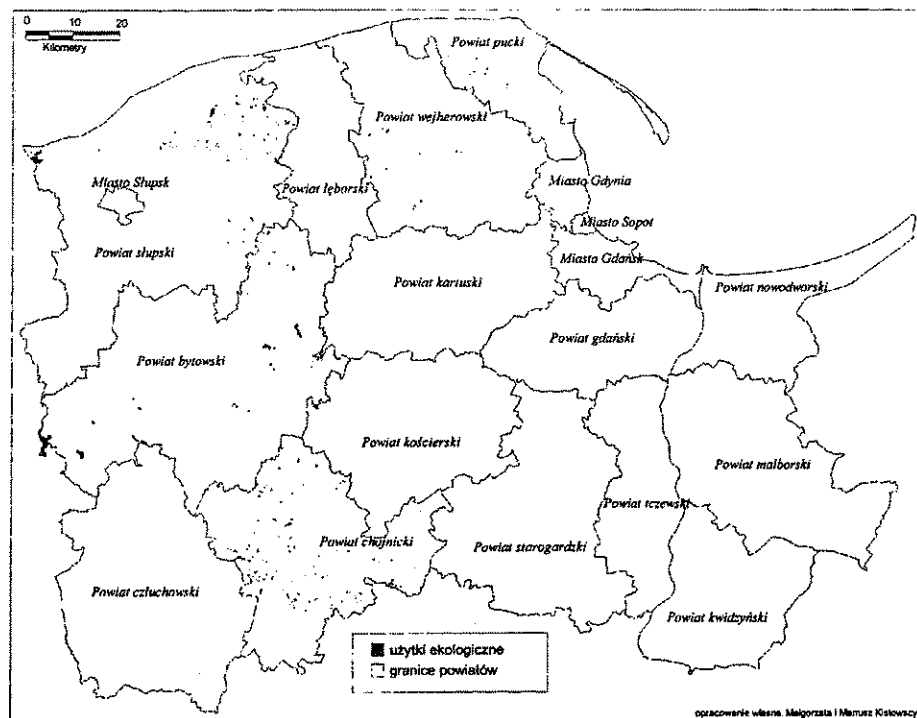 0 10 20
Kilometry
Powiat pucki
Powiat wejherowski
Miasto Słupsk
Powiat lęborski
Miasto Gdynia
Miasto Sopot
Powiat słupski
Miasto Gdańsk
Powiat kartuski
Powiat nowodworski
Powiat gdański
Powiat bytowski
Powiat kościerski
Powiat malborski
Powiat tczewski
Powiat chojnicki
Powiat starogardzki
Powiat człuchowski
Powiat kwidzyński
użytki ekologiczne
granice powiatów
opracowanie własne, Małgorzata i Mariusz Kistowscy